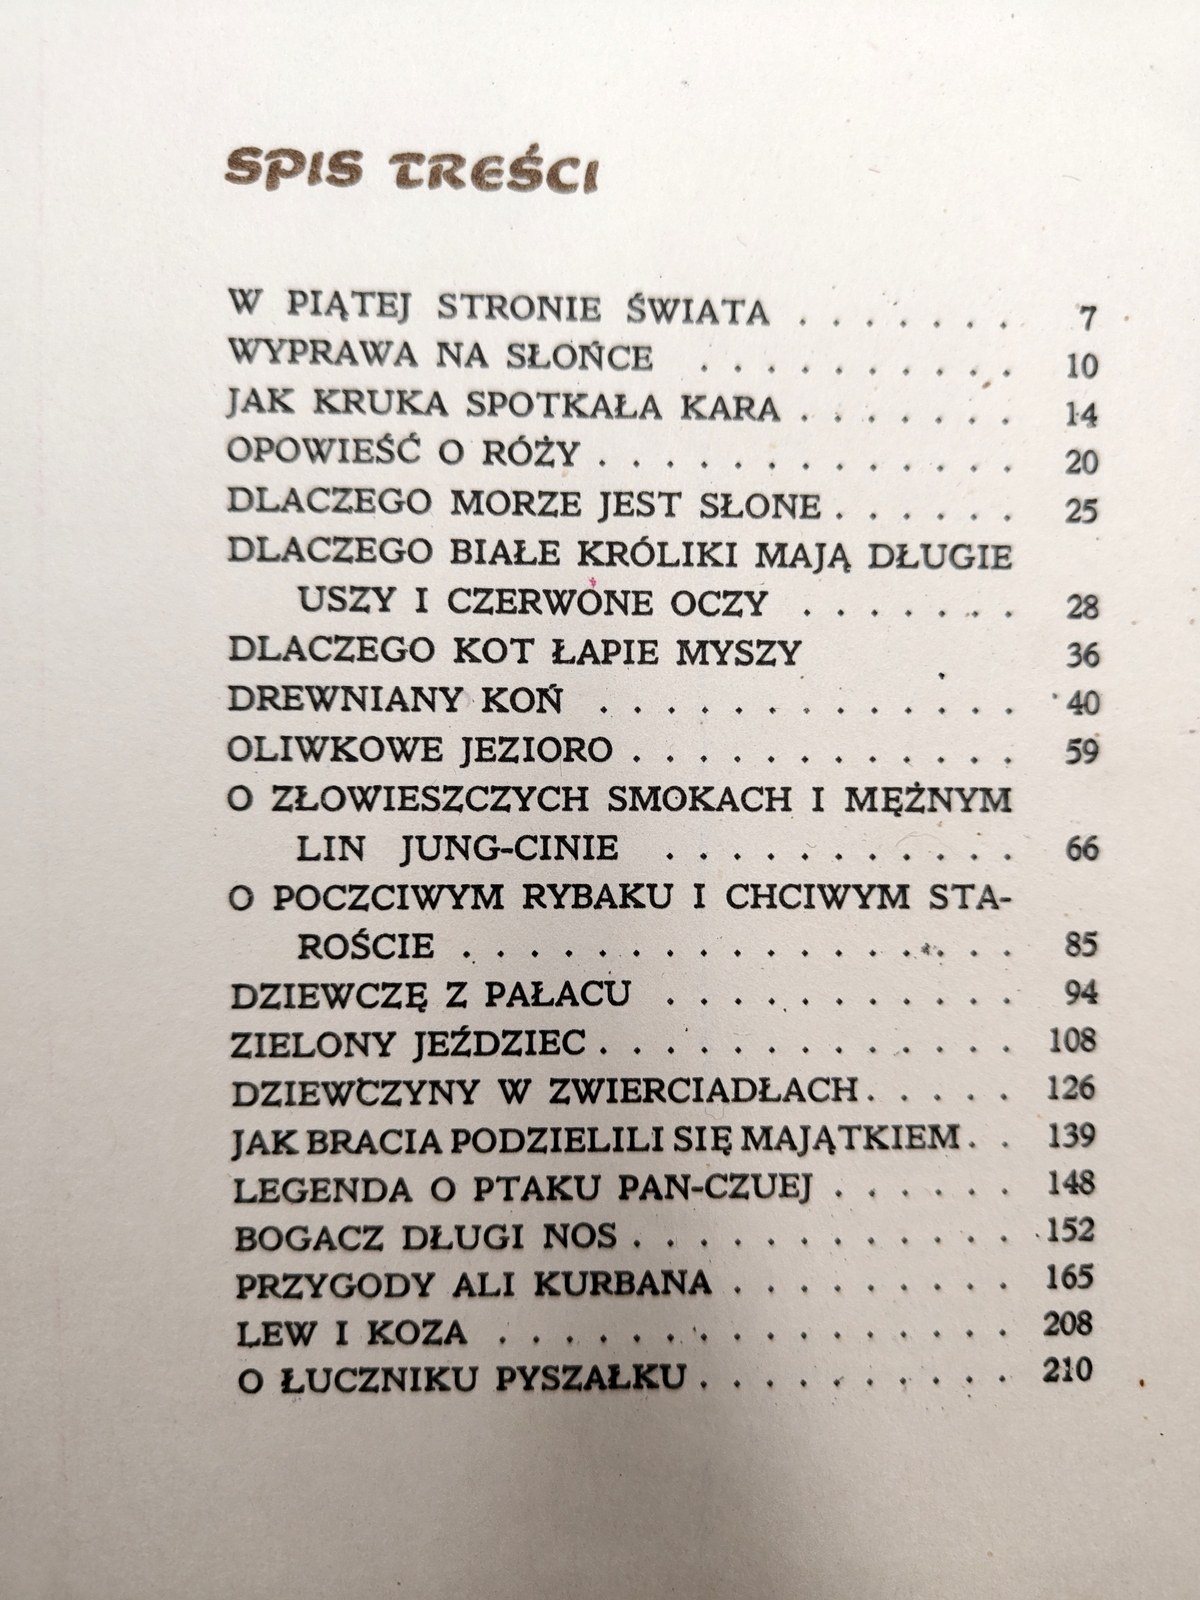 SPIS TREŚCI
W PIĄTEJ STRONIE ŚWIATA . . . . . . . 7
WYPRAWA NA SŁOŃCE . . . . . . . . . . 10
JAK KRUKA SPOTKAŁA KARA . . . . . . . 14
OPOWIEŚĆ O RÓŻY . . . . . . . . . . . . . 20
DLACZEGO MORZE JEST SŁONE . . . . . . 25
DLACZEGO BIAŁE KRÓLIKI MAJĄ DŁUGIE
USZY I CZERWONE OCZY . . . . . . . 28
DLACZEGO KOT ŁAPIE MYSZY 36
DREWNIANY KOŃ . . . . . . . . . . . . . 40
OLIWKOWE JEZIORO . . . . . . . . . . . . 59
O ZŁOWIESZCZYCH SMOKACH I MĘŻNYM
LIN JUNG-CINIE . . . . . . . . . . . 66
O POCZCIWYM RYBAKU I CHCIWYM STA-
ROŚCIE . . . . . . . . . . . . . . . . . 85
DZIEWCZĘ Z PAŁACU . . . . . . . . . . . 94
ZIELONY JEŹDZIEC . . . . . . . . . . . . . 108
DZIEWCZYNY W ZWIERCIADŁACH . . . . . 126
JAK BRACIA PODZIELILI SIĘ MAJĄTKIEM . . 139
LEGENDA O PTAKU PAN-CZUEJ . . . . . . 148
BOGACZ DŁUGI NOS . . . . . . . . . . . . 152
PRZYGODY ALI KURBANA . . . . . . . . . 165
LEW I KOZA . . . . . . . . . . . . . . . . 208
O ŁUCZNIKU PYSZAŁKU . . . . . . . . . . 210